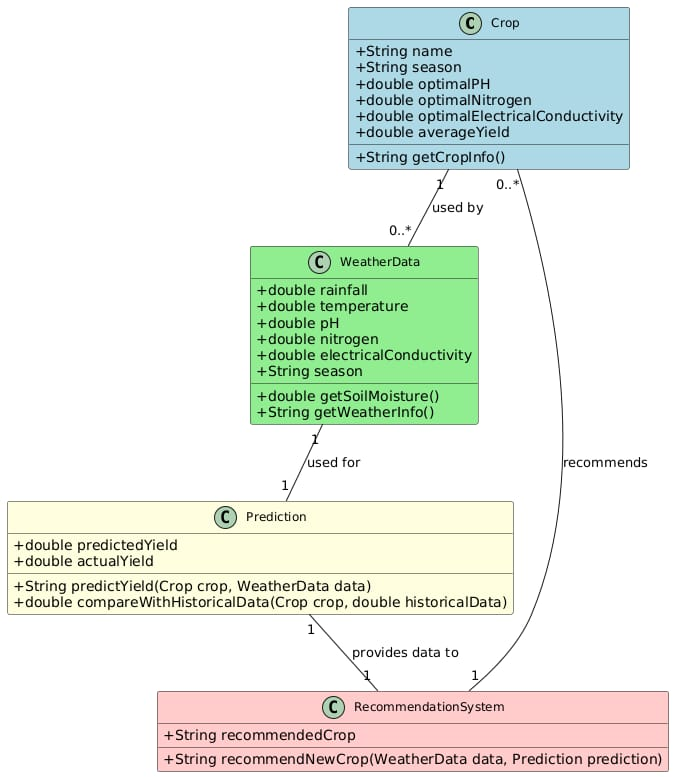 C Crop
+String name
+String season
+double optimalPH
+double optimalNitrogen
+double optimalElectricalConductivity
+double averageYield
+String getCropInfo()
1
0..*
used by
0..*
C WeatherData
+double rainfall
+double temperature
+double pH
+double nitrogen
+double electricalConductivity
+String season
+double getSoilMoisture()
+String getWeatherInfo()
1
used for
recommends
1
C Prediction
+double predictedYield
+double actualYield
+String predictYield(Crop crop, WeatherData data)
+double compareWithHistoricalData(Crop crop, double historicalData)
1
provides data to
1
1
C RecommendationSystem
+String recommendedCrop
+String recommendNewCrop(WeatherData data, Prediction prediction)